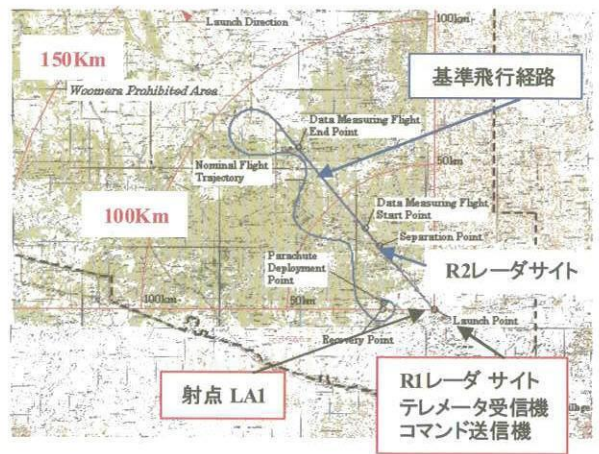 Launch Direction
100km
150Km
Woomera Prohibited Area
基準飛行経路
Data Measuring Flight
End Point
Nominal Flight
Trajectory
50km
100Km
Data Measuring Flight
Start Point
Separation Point
R2レーダサイト
Parachute
Deployment
Point
100km
50km
Launch Point
Recovery Point
射点 LA1
R1レーダ サイト
テレメータ受信機
コマンド送信機